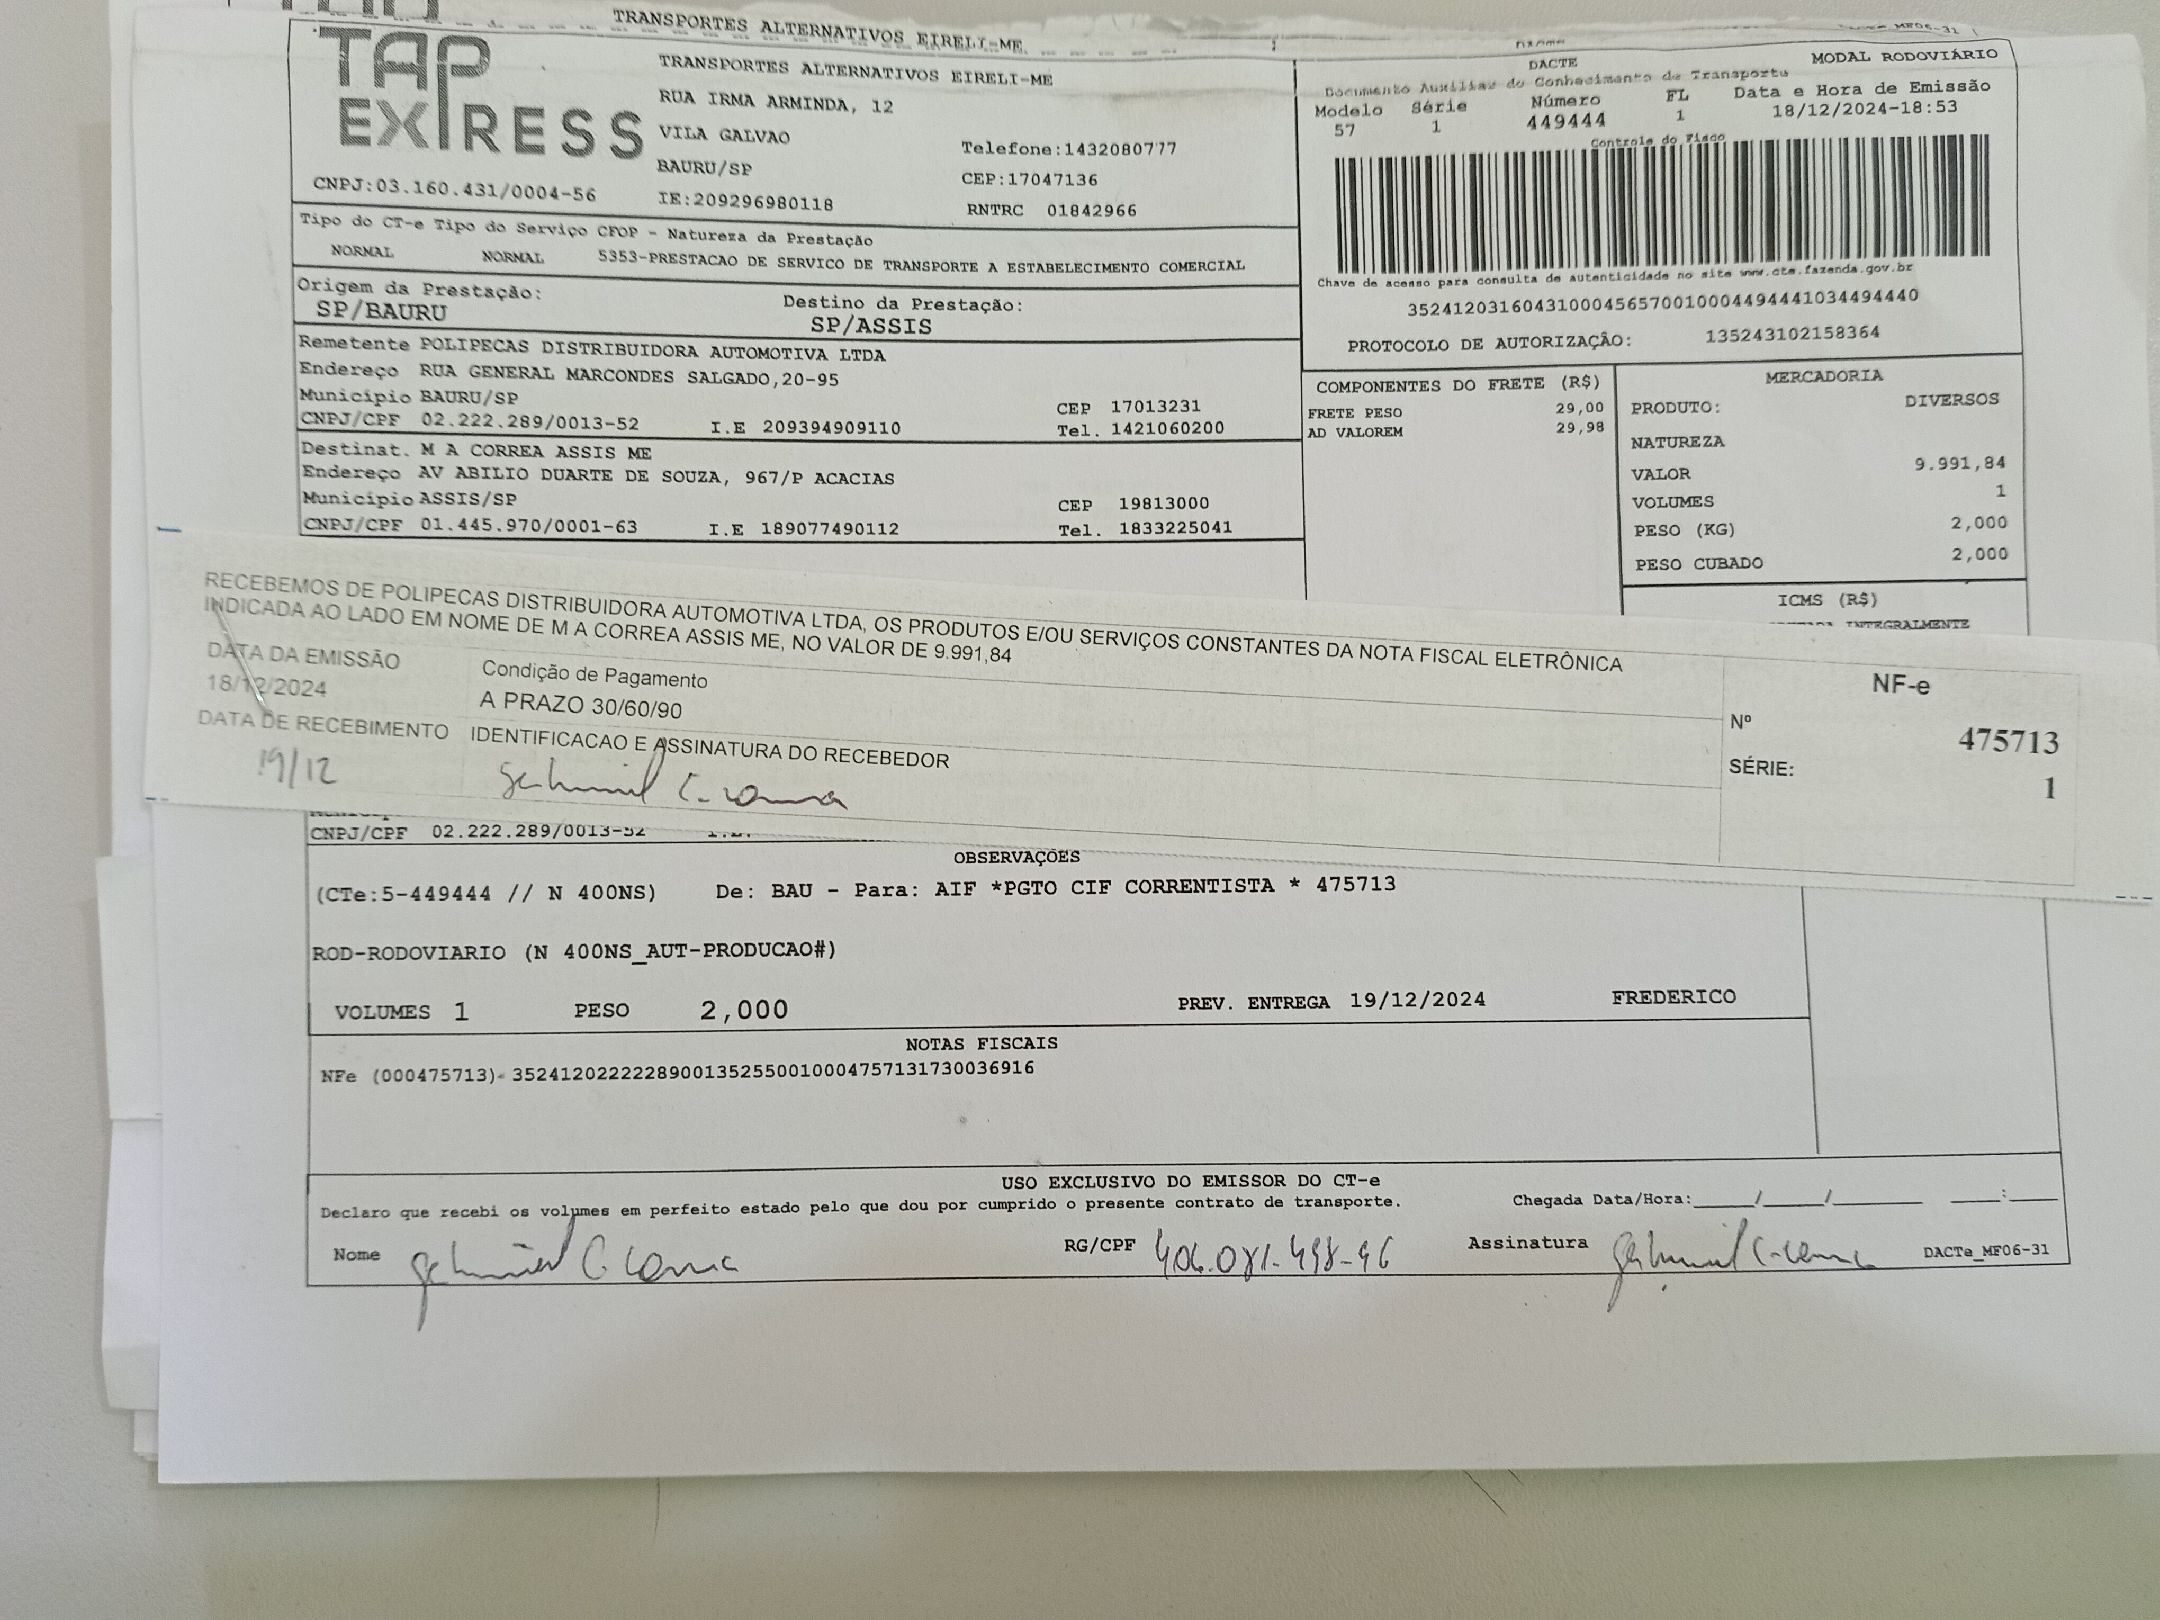 TRANSPORTES ALTERNATIVOS EIRELI-ME
TAP EXPRESS
CNPJ:03.160.431/0004-56
TRANSPORTES ALTERNATIVOS EIRELI-ME
RUA IRMA ARMINDA, 12
VILA GALVAO
Telefone:1432080777
BAURU/SP
CEP:17047136
IE:209296980118
RNTRC 01842966
DACTE
MODAL RODOVIÁRIO
Documento Auxiliar do Conhecimento de Transporte
Modelo Série Número FL Data e Hora de Emissão
57 1 449444 1 18/12/2024-18:53
Controle do Fisco
Chave de acesso para consulta de autenticidade no site www.cte.fazenda.gov.br
35241203160431000456570010004494441034494440
PROTOCOLO DE AUTORIZAÇÃO: 135243102158364
Tipo do CT-e Tipo do Serviço CFOP - Natureza da Prestação
NORMAL NORMAL 5353-PRESTACAO DE SERVICO DE TRANSPORTE A ESTABELECIMENTO COMERCIAL
Origem da Prestação: Destino da Prestação:
SP/BAURU SP/ASSIS
Remetente POLIPECAS DISTRIBUIDORA AUTOMOTIVA LTDA
Endereço RUA GENERAL MARCONDES SALGADO,20-95
Município BAURU/SP CEP 17013231
CNPJ/CPF 02.222.289/0013-52 I.E 209394909110 Tel. 1421060200
Destinat. M A CORREA ASSIS ME
Endereço AV ABILIO DUARTE DE SOUZA, 967/P ACACIAS
Município ASSIS/SP CEP 19813000
CNPJ/CPF 01.445.970/0001-63 I.E 189077490112 Tel. 1833225041
COMPONENTES DO FRETE (R$)
FRETE PESO 29,00
AD VALOREM 29,98
MERCADORIA
PRODUTO: DIVERSOS
NATUREZA
VALOR 9.991,84
VOLUMES 1
PESO (KG) 2,000
PESO CUBADO 2,000
ICMS (R$)
INTEGRALMENTE
RECEBEMOS DE POLIPECAS DISTRIBUIDORA AUTOMOTIVA LTDA, OS PRODUTOS E/OU SERVIÇOS CONSTANTES DA NOTA FISCAL ELETRÔNICA
INDICADA AO LADO EM NOME DE M A CORREA ASSIS ME, NO VALOR DE 9.991,84
DATA DA EMISSÃO Condição de Pagamento
18/12/2024 A PRAZO 30/60/90
DATA DE RECEBIMENTO IDENTIFICACAO E ASSINATURA DO RECEBEDOR
19/12
NF-e
Nº 475713
SÉRIE: 1
CNPJ/CPF 02.222.289/0013-52
OBSERVAÇÕES
(CTe:5-449444 // N 400NS) De: BAU - Para: AIF *PGTO CIF CORRENTISTA * 475713
ROD-RODOVIARIO (N 400NS_AUT-PRODUCAO#)
VOLUMES 1 PESO 2,000 PREV. ENTREGA 19/12/2024 FREDERICO
NOTAS FISCAIS
NFe (000475713)- 35241202222289001352550010004757131730036916
USO EXCLUSIVO DO EMISSOR DO CT-e
Declaro que recebi os volumes em perfeito estado pelo que dou por cumprido o presente contrato de transporte. Chegada Data/Hora:____/____/____ ___:___
Nome RG/CPF Assinatura DACTe_MF06-31